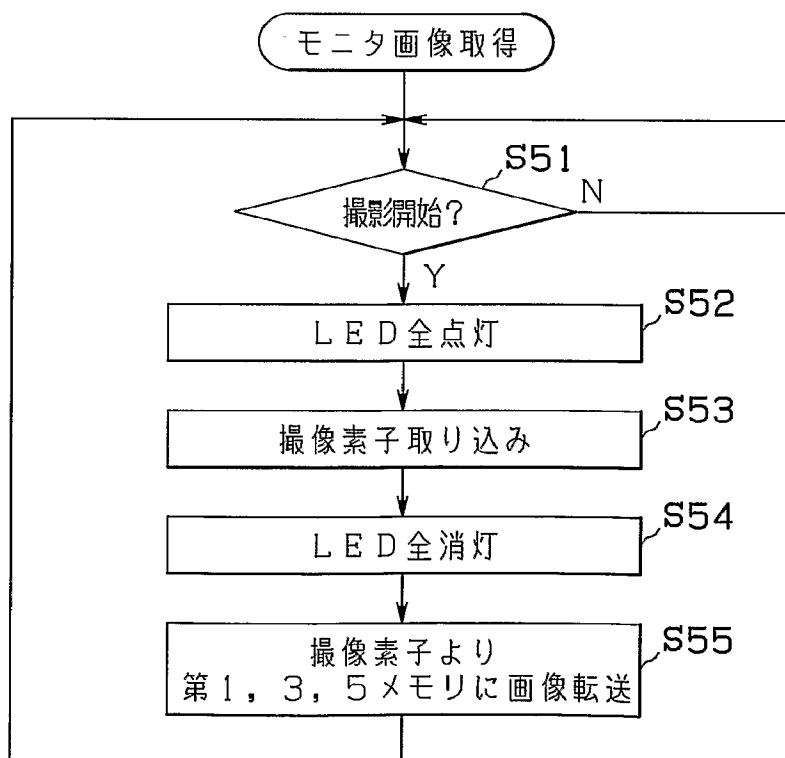 モニタ画像取得
S51
撮影開始?
N
Y
S52
LED全点灯
S53
撮像素子取り込み
S54
LED全消灯
S55
撮像素子より
第1,3,5メモリに画像転送